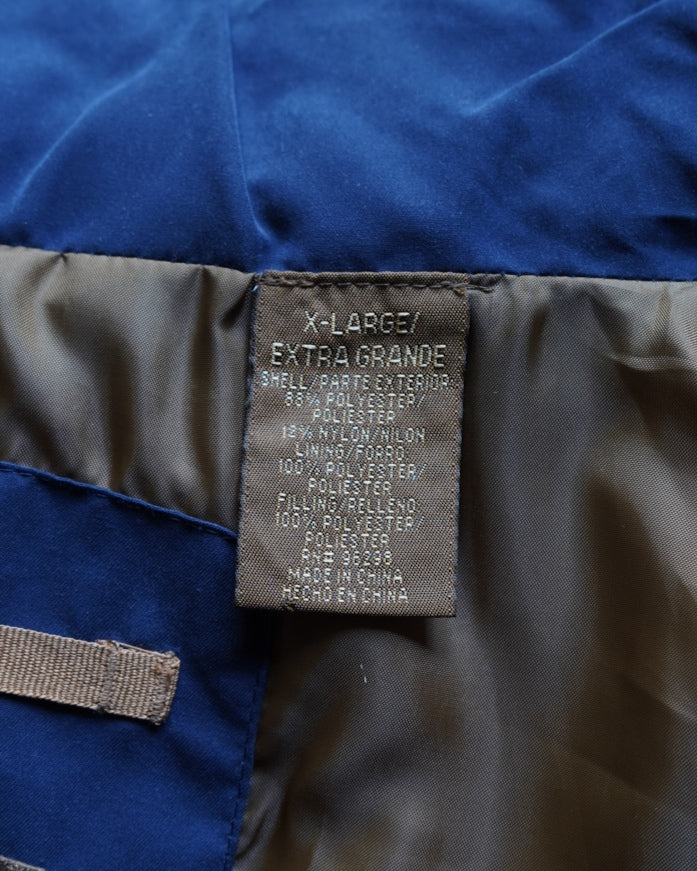 X-LARGE/
EXTRA GRANDE
SHELL/PARTE EXTERIOR:
88% POLYESTER/
POLIESTER
12% NYLON/NILON
LINING/FORRO:
100% POLYESTER/
POLIESTER
FILLING/RELLENO:
100% POLYESTER/
POLIESTER
RN# 96298
MADE IN CHINA
HECHO EN CHINA